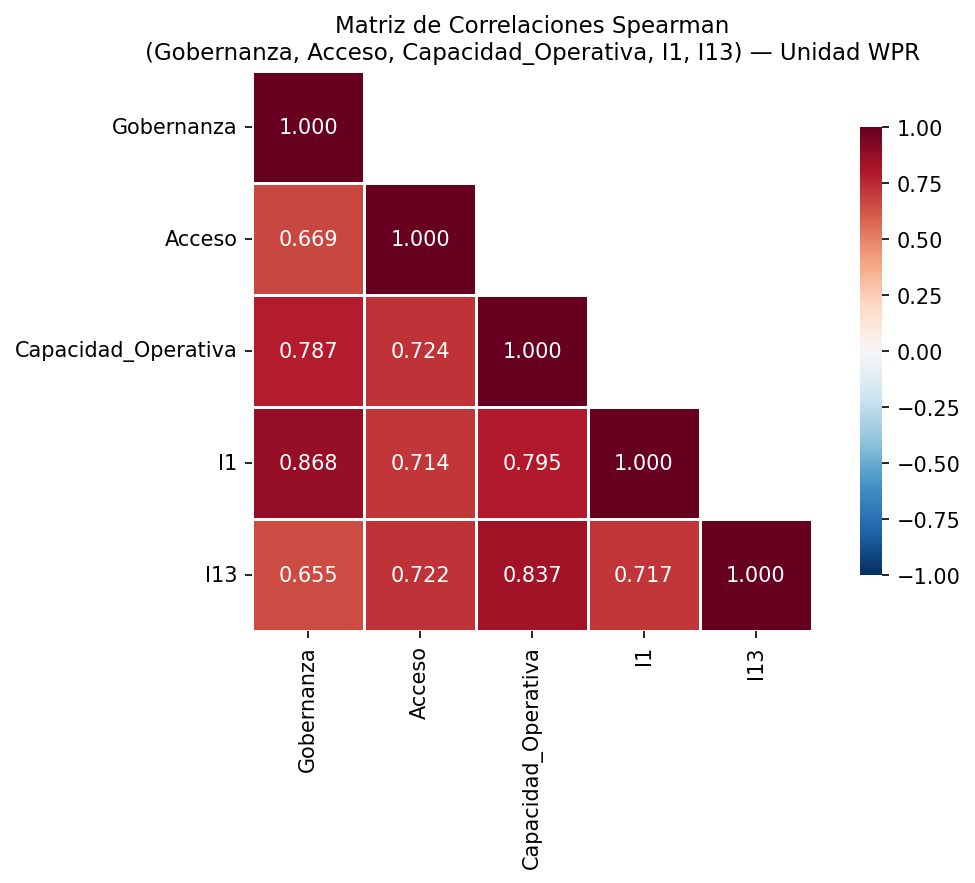 Matriz de Correlaciones Spearman
(Gobernanza, Acceso, Capacidad_Operativa, I1, I13) — Unidad WPR
Gobernanza
1.000
Acceso
0.669 1.000
Capacidad_Operativa
0.787 0.724 1.000
I1
0.868 0.714 0.795 1.000
I13
0.655 0.722 0.837 0.717 1.000
Gobernanza
Acceso
Capacidad_Operativa
I1
I13
1.00
0.75
0.50
0.25
0.00
−0.25
−0.50
−0.75
−1.00